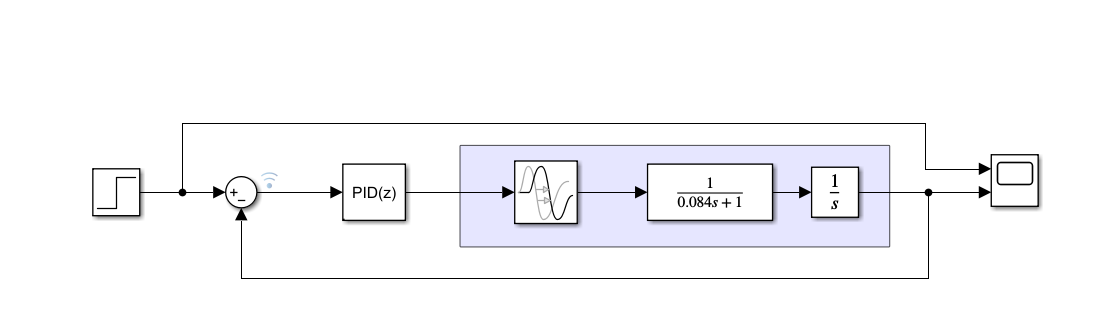 +
−
PID(z)
1
0.084s + 1
1
s